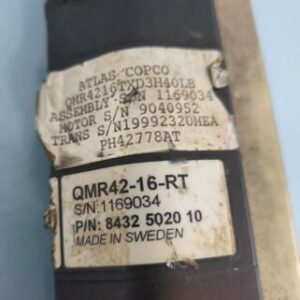 ATLAS COPCO
QMR4216TXD3H40LB
ASSEMBLY S/N 1169034
MOTOR S/N 9040952
TRANS S/N19992320MEA
PH42778AT
QMR42-16-RT
S/N:1169034
P/N: 8432 5020 10
MADE IN SWEDEN